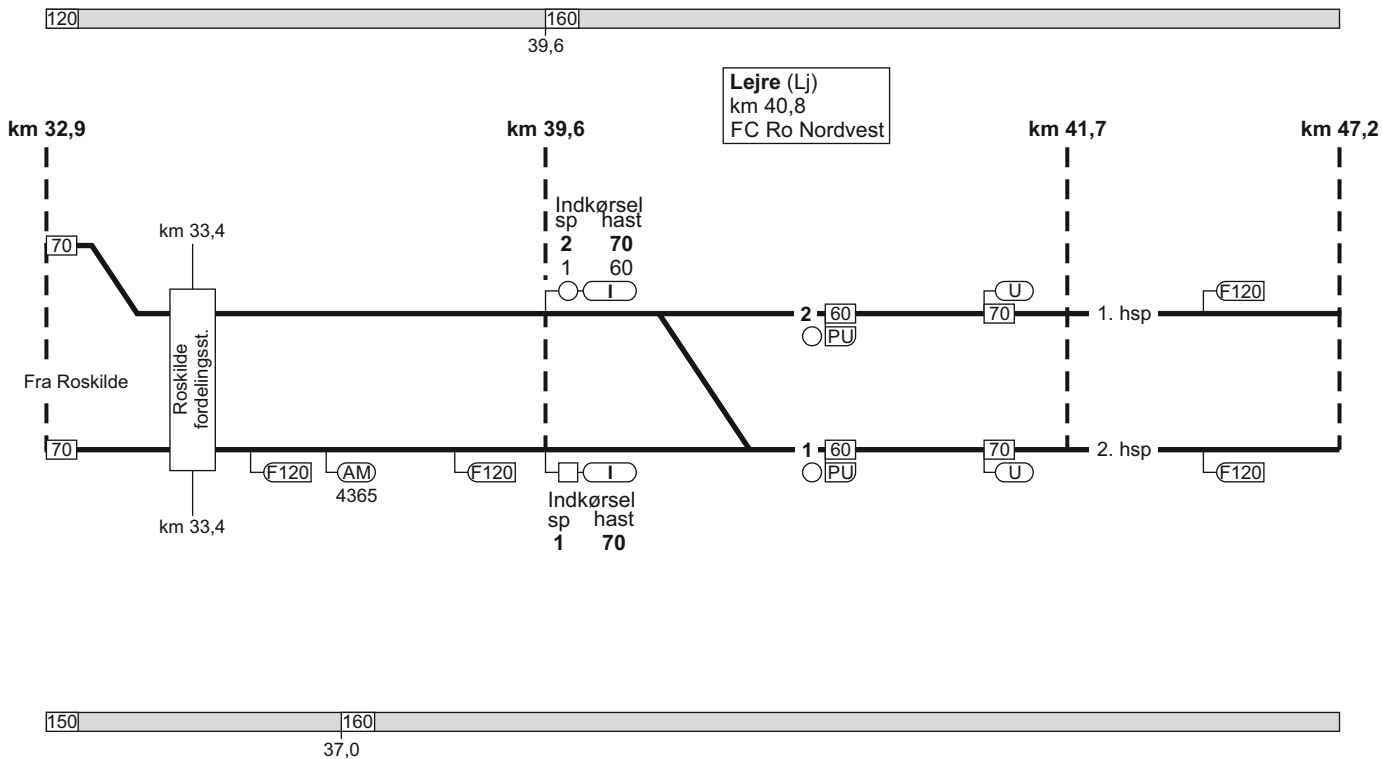 120
160
39,6
Lejre (Lj)
km 40,8
FC Ro Nordvest
km 32,9
km 39,6
km 41,7
km 47,2
Indkørsel
sp hast
2 70
1 60
km 33,4
70
I
U
F120
2
60
70
1. hsp
PU
Roskilde
fordelingsst.
Fra Roskilde
70
1
60
70
2. hsp
F120
AM
4365
F120
I
PU
U
F120
Indkørsel
sp hast
1 70
km 33,4
150
160
37,0